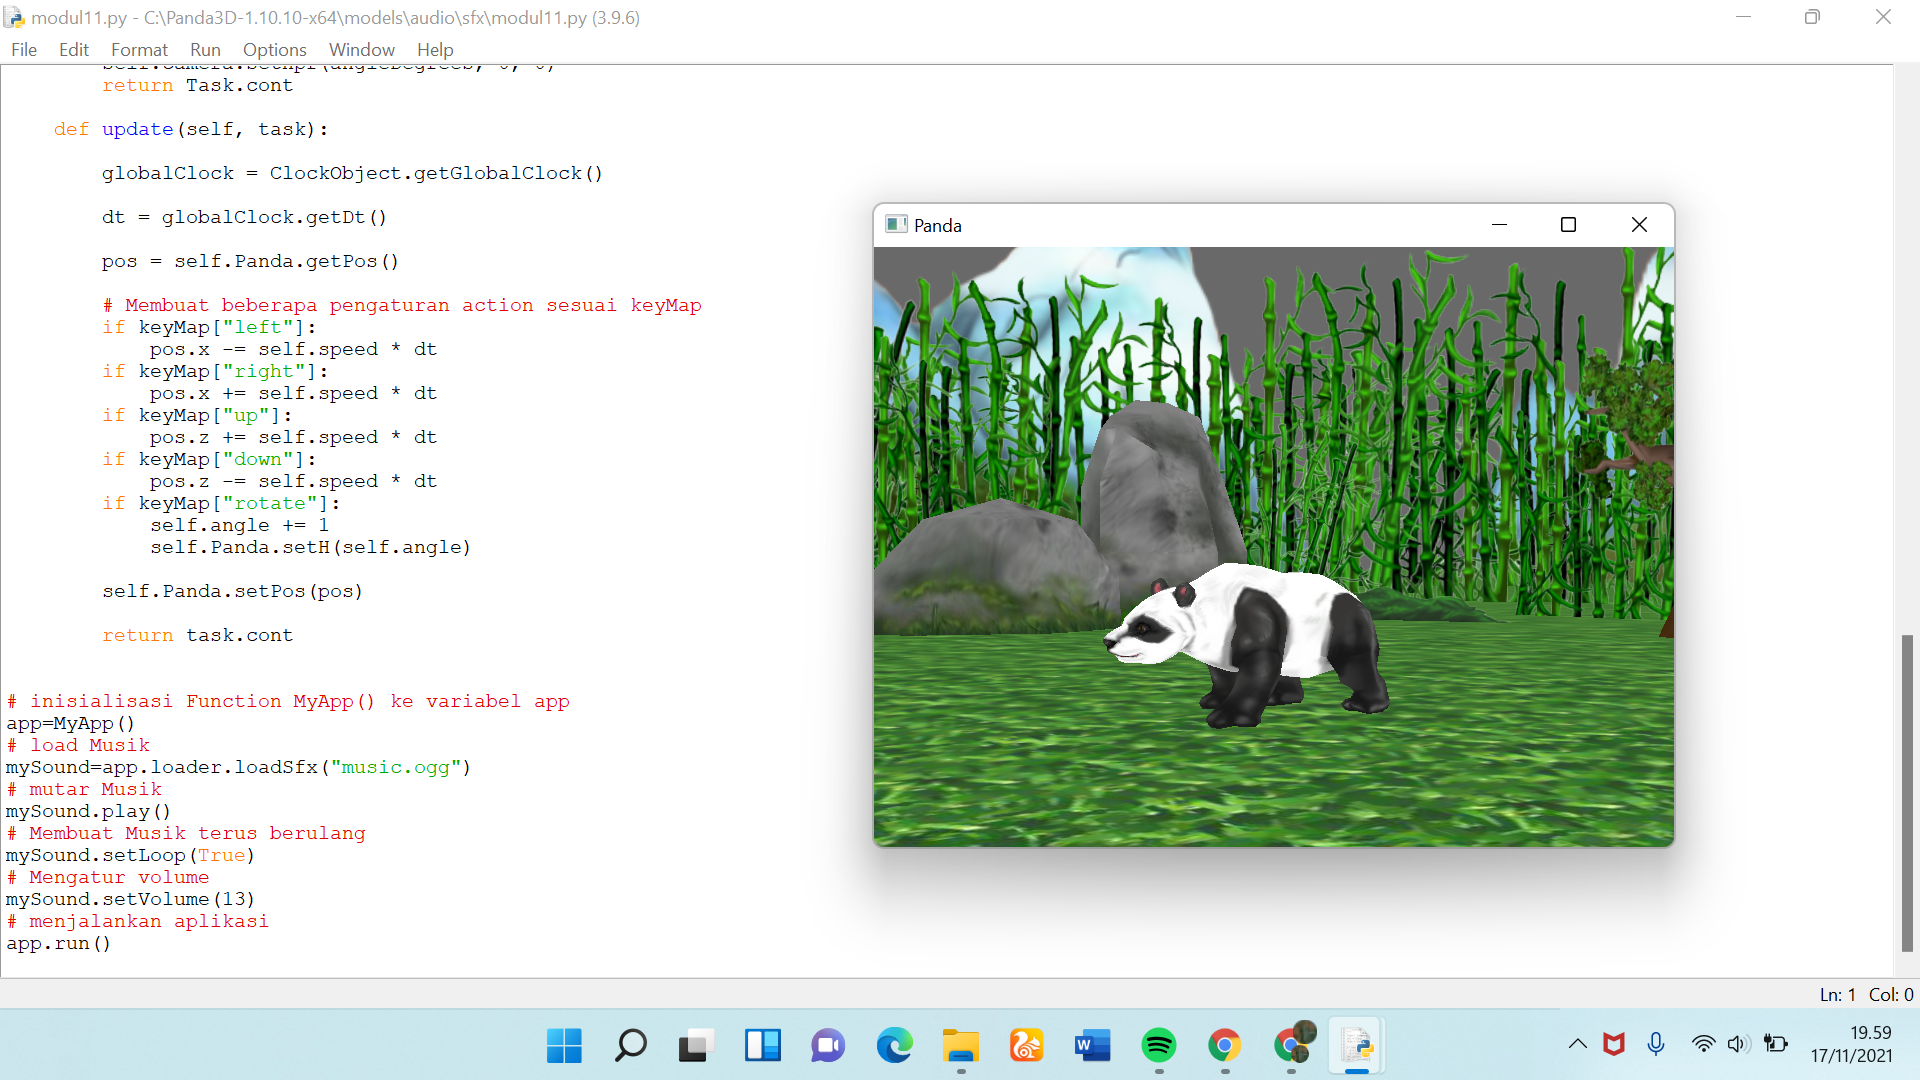 modul11.py - C:\Panda3D-1.10.10-x64\models\audio\sfx\modul11.py (3.9.6)
File Edit Format Run Options Window Help
return Task.cont
def update(self, task):
globalClock = ClockObject.getGlobalClock()
dt = globalClock.getDt()
pos = self.Panda.getPos()
# Membuat beberapa pengaturan action sesuai keyMap
if keyMap["left"]:
pos.x -= self.speed * dt
if keyMap["right"]:
pos.x += self.speed * dt
if keyMap["up"]:
pos.z += self.speed * dt
if keyMap["down"]:
pos.z -= self.speed * dt
if keyMap["rotate"]:
self.angle += 1
self.Panda.setH(self.angle)
self.Panda.setPos(pos)
return task.cont
# inisialisasi Function MyApp() ke variabel app
app=MyApp()
# load Musik
mySound=app.loader.loadSfx("music.ogg")
# mutar Musik
mySound.play()
# Membuat Musik terus berulang
mySound.setLoop(True)
# Mengatur volume
mySound.setVolume(13)
# menjalankan aplikasi
app.run()
Panda
Ln: 1 Col: 0
19.59
17/11/2021